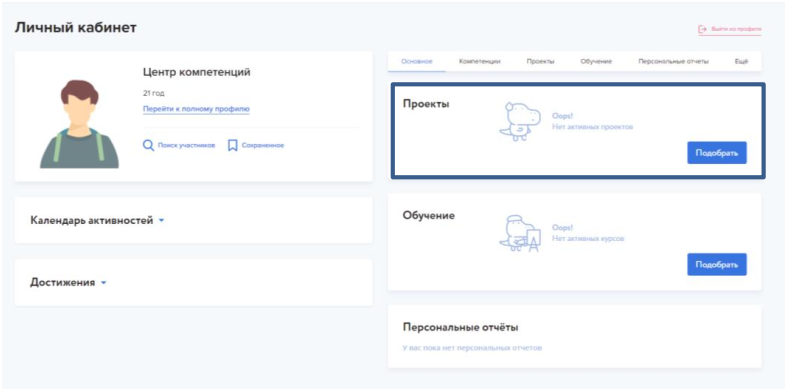 Личный кабинет
Выйти из профиля
Центр компетенций
21 год
Перейти к полному профилю
Поиск участников
Сохраненное
Календарь активностей
Достижения
Основное Компетенции Проекты Обучение Персональные отчеты Ещё
Проекты
Oops!
Нет активных проектов
Подобрать
Обучение
Oops!
Нет активных курсов
Подобрать
Персональные отчёты
У вас пока нет персональных отчетов